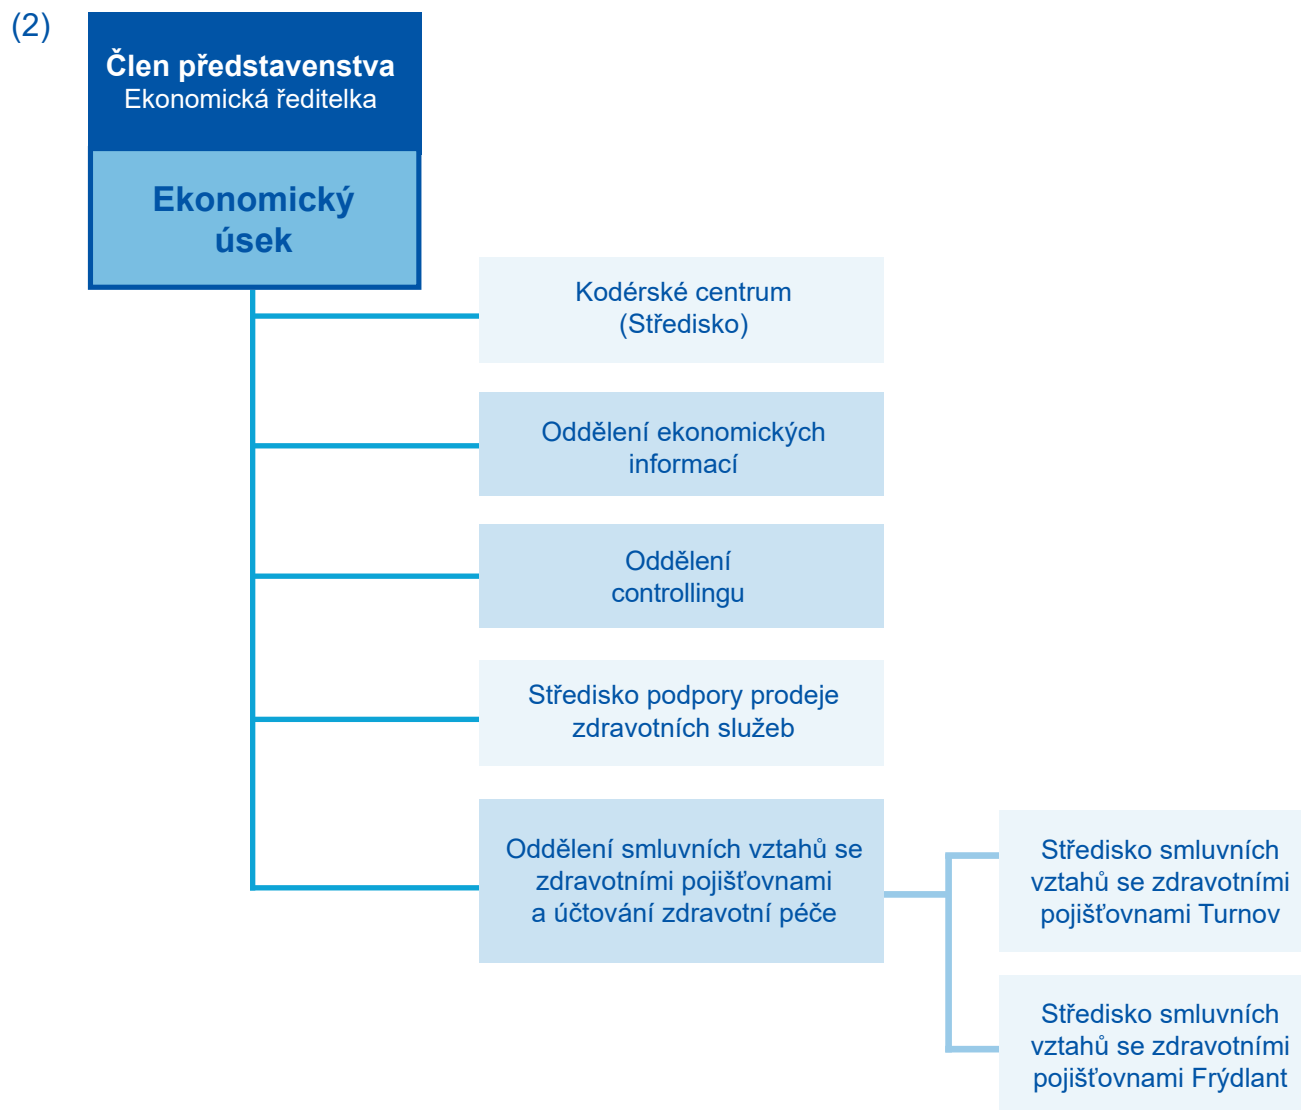 (2)
Člen představenstva
Ekonomická ředitelka
Ekonomický
úsek
Kodérské centrum
(Středisko)
Oddělení ekonomických
informací
Oddělení
controllingu
Středisko podpory prodeje
zdravotních služeb
Oddělení smluvních vztahů se
zdravotními pojišťovnami
a účtování zdravotní péče
Středisko smluvních
vztahů se zdravotními
pojišťovnami Turnov
Středisko smluvních
vztahů se zdravotními
pojišťovnami Frýdlant